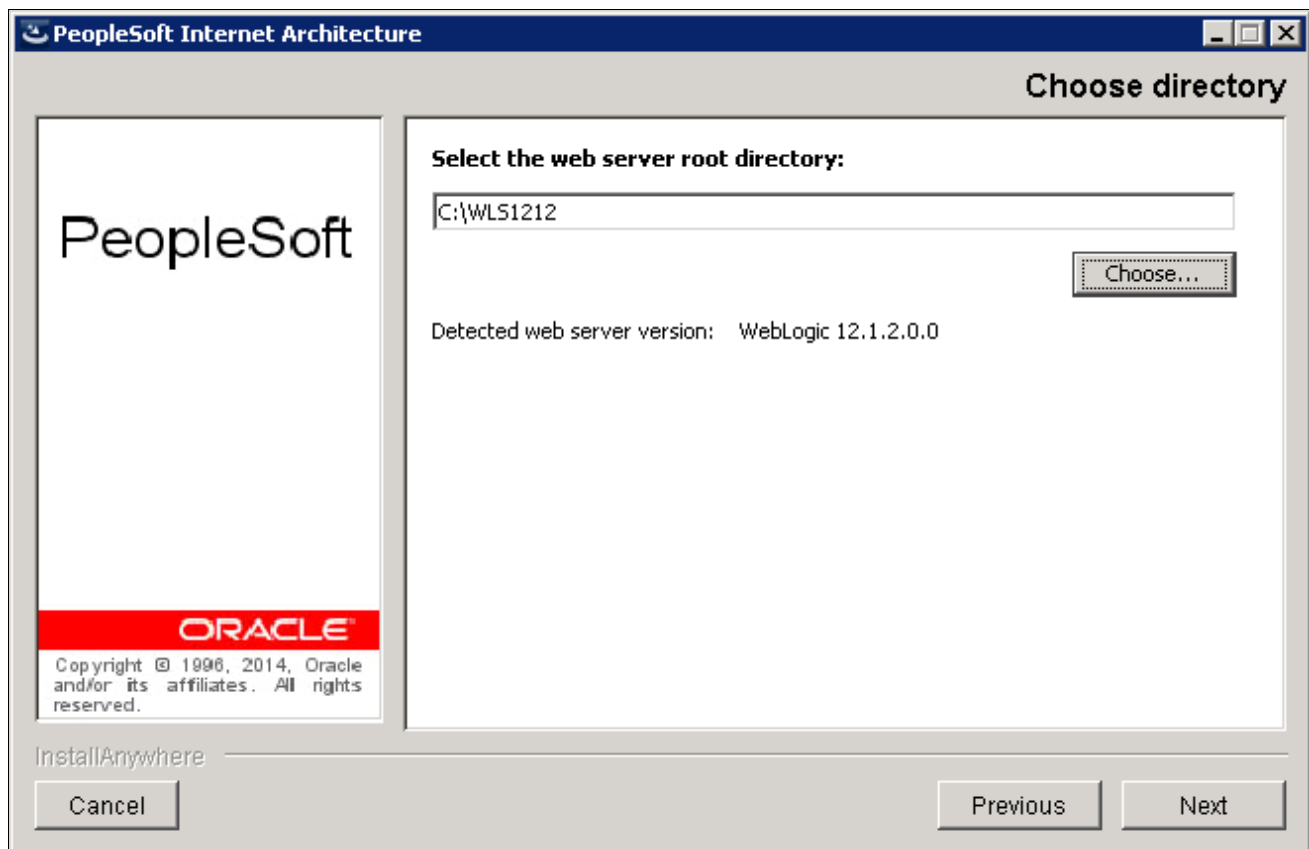 PeopleSoft Internet Architecture
Choose directory
PeopleSoft
ORACLE
Copyright © 1996, 2014, Oracle
and/or its affiliates. All rights
reserved.
Select the web server root directory:
C:\WLS1212
Choose...
Detected web server version: WebLogic 12.1.2.0.0
InstallAnywhere
Cancel
Previous
Next